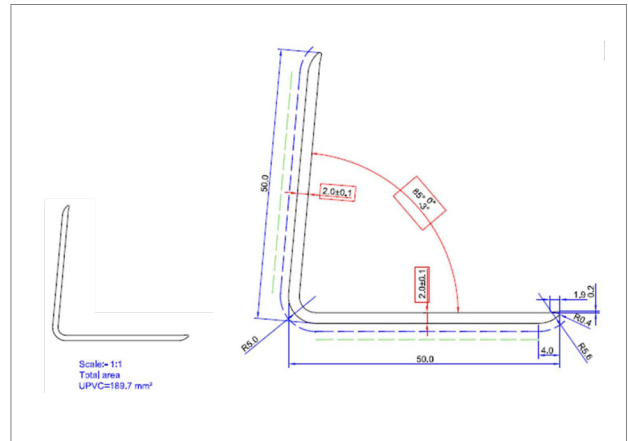 50.0
2.0±0.1
85° 0°
-3°
2.0±0.1
1.9
0.2
R0.4
R5.0
R5.6
4.0
50.0
Scale:- 1:1
Total area
UPVC=189.7 mm²